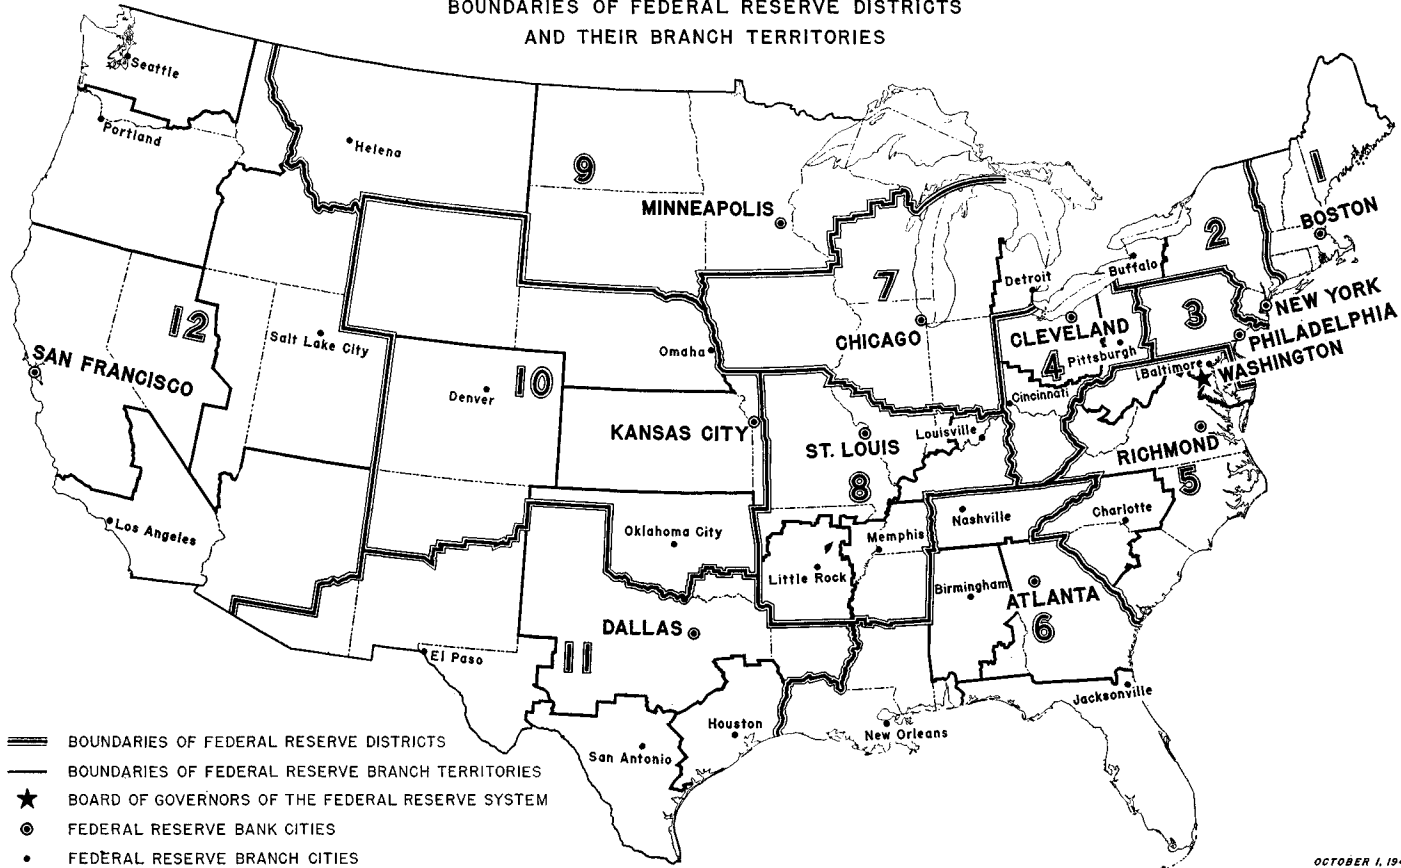 BOUNDARIES OF FEDERAL RESERVE DISTRICTS
AND THEIR BRANCH TERRITORIES
Seattle
Portland
Helena
9
MINNEAPOLIS
1
BOSTON
2
Buffalo
Detroit
7
12
SAN FRANCISCO
Salt Lake City
Omaha
CHICAGO
CLEVELAND
4
Pittsburgh
3
NEW YORK
PHILADELPHIA
WASHINGTON
Baltimore
Denver
10
Cincinnati
KANSAS CITY
ST. LOUIS
Louisville
RICHMOND
8
5
Los Angeles
Oklahoma City
Nashville
Charlotte
Memphis
Little Rock
Birmingham
ATLANTA
6
DALLAS
11
El Paso
Jacksonville
Houston
New Orleans
San Antonio
BOUNDARIES OF FEDERAL RESERVE DISTRICTS
BOUNDARIES OF FEDERAL RESERVE BRANCH TERRITORIES
BOARD OF GOVERNORS OF THE FEDERAL RESERVE SYSTEM
FEDERAL RESERVE BANK CITIES
FEDERAL RESERVE BRANCH CITIES
OCTOBER 1,